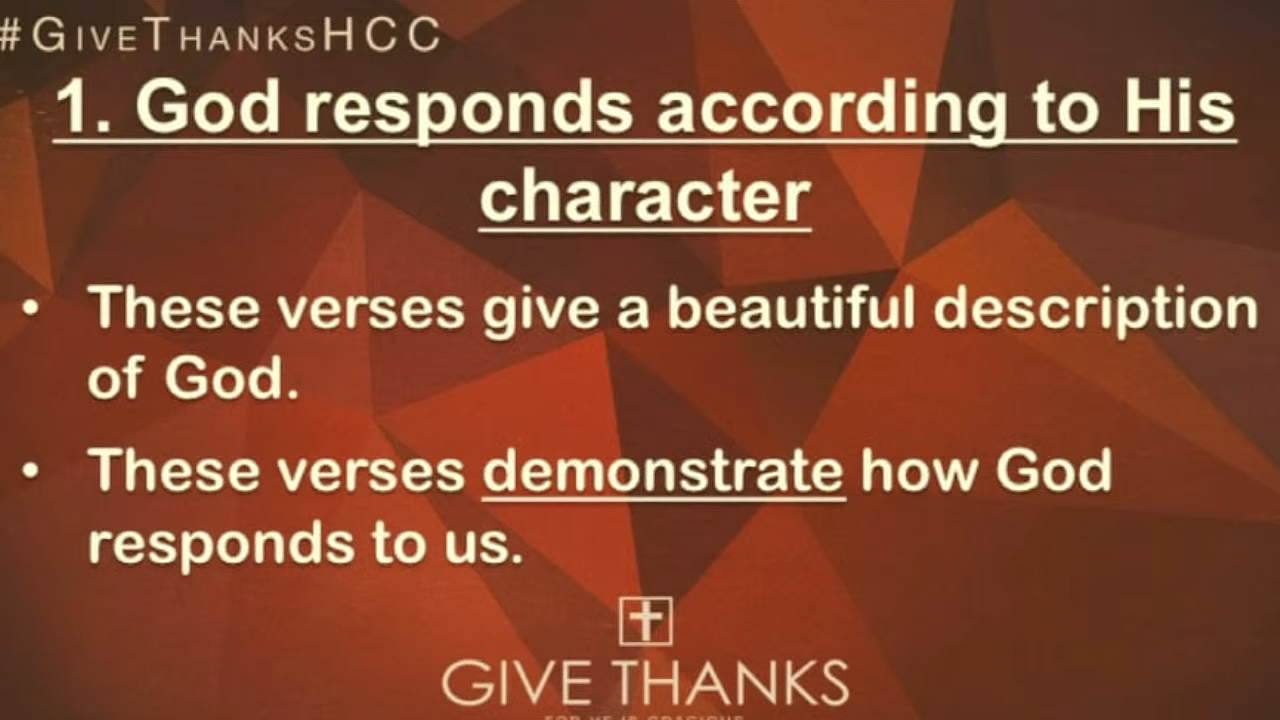 #GIVETHANKSHCC
1. God responds according to His
character
• These verses give a beautiful description
of God.
• These verses demonstrate how God
responds to us.
GIVE THANKS